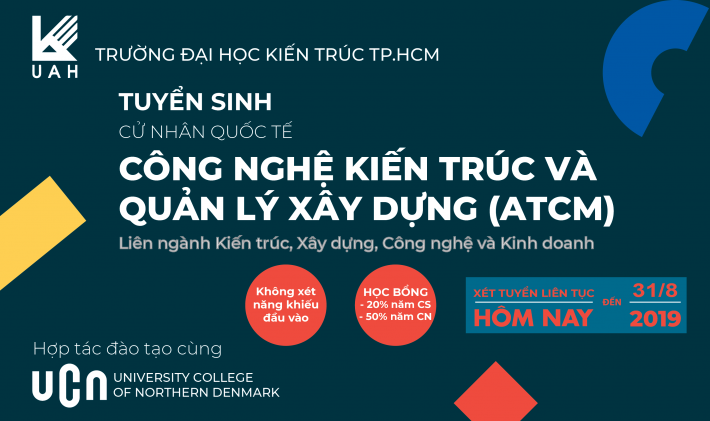 UAH
TRƯỜNG ĐẠI HỌC KIẾN TRÚC TP.HCM
TUYỂN SINH
CỬ NHÂN QUỐC TẾ
CÔNG NGHỆ KIẾN TRÚC VÀ
QUẢN LÝ XÂY DỰNG (ATCM)
Liên ngành Kiến trúc, Xây dựng, Công nghệ và Kinh doanh
Không xét
năng khiếu
đầu vào
HỌC BỔNG
- 20% năm CS
- 50% năm CN
XÉT TUYỂN LIÊN TỤC
HÔM NAY
ĐẾN
31/8
2019
Hợp tác đào tạo cùng
ucn
UNIVERSITY COLLEGE
OF NORTHERN DENMARK